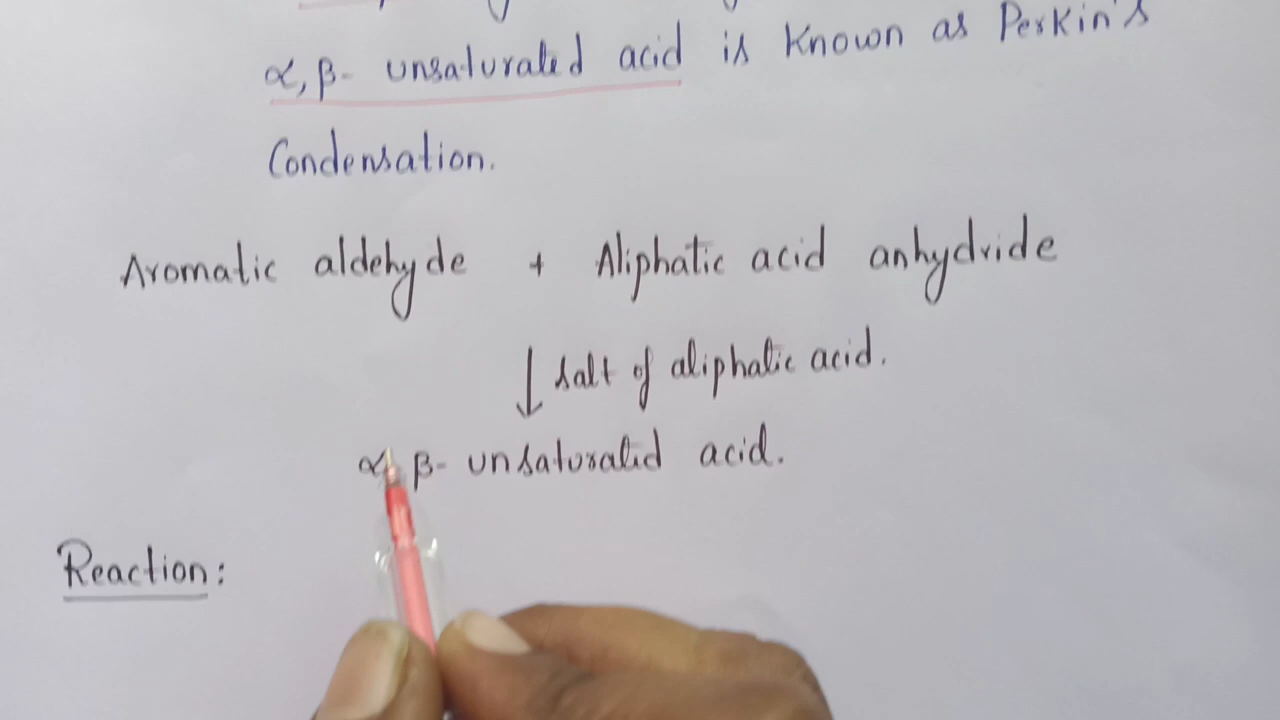 α, β- unsaturated acid is known as Perkin's
Condensation.
Aromatic aldehyde + Aliphatic acid anhydride
↓ salt of aliphatic acid.
α, β- unsaturated acid.
Reaction: